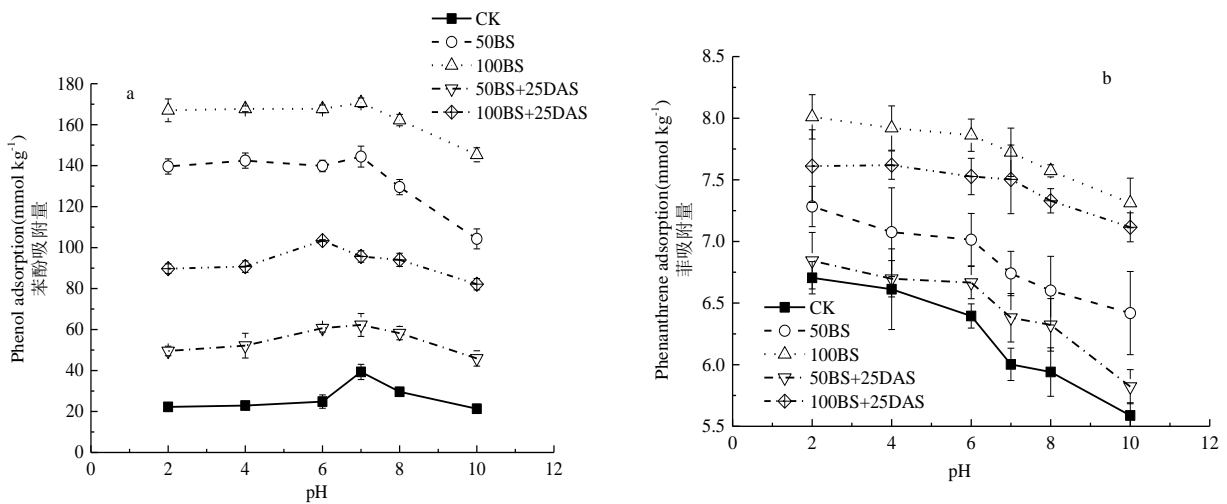 CK
50BS
100BS
50BS+25DAS
100BS+25DAS
a
180
160
140
120
100
80
60
40
20
0
0 2 4 6 8 10 12
pH
Phenol adsorption(mmol kg⁻¹)
苯酚吸附量
b
8.5
8.0
7.5
7.0
6.5
6.0
5.5
0 2 4 6 8 10 12
pH
Phenanthrene adsorption(mmol kg⁻¹)
菲吸附量
CK
50BS
100BS
50BS+25DAS
100BS+25DAS